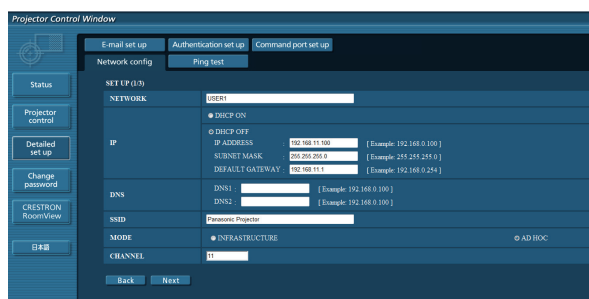 Projector Control Window
E-mail set up Authentication set up Command port set up
Network config Ping test
Status
Projector control
Detailed set up
Change password
CRESTRON RoomView
日本語
SET UP (1/3)
NETWORK USER1
IP DHCP ON
DHCP OFF
IP ADDRESS : 192.168.11.100 [ Example: 192.168.0.100 ]
SUBNET MASK : 255.255.255.0 [ Example: 255.255.255.0 ]
DEFAULT GATEWAY : 192.168.11.1 [ Example: 192.168.0.254 ]
DNS DNS1 : [ Example: 192.168.0.100 ]
DNS2 : [ Example: 192.168.0.100 ]
SSID Panasonic Projector
MODE INFRASTRUCTURE AD HOC
CHANNEL 11
Back Next